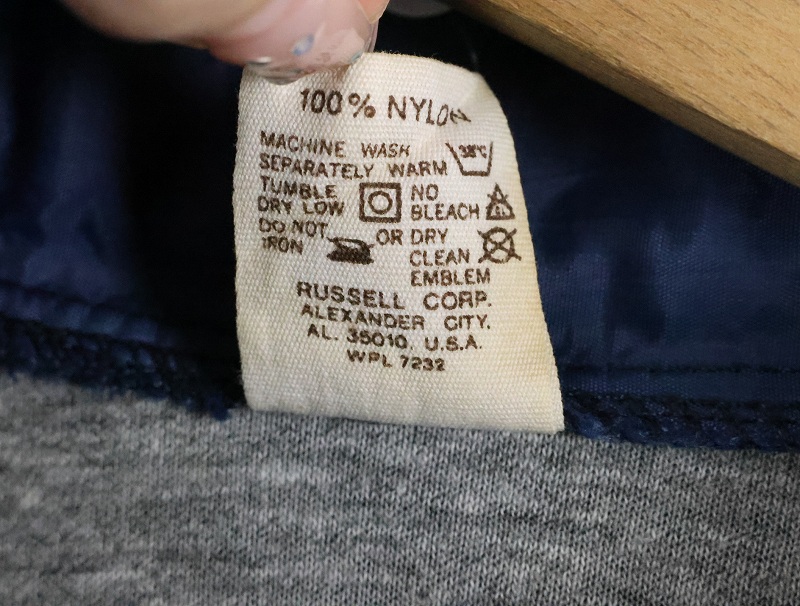 100% NYLON
MACHINE WASH
SEPARATELY WARM
TUMBLE
DRY LOW
NO
BLEACH
DO NOT
IRON
OR DRY
CLEAN
EMBLEM
RUSSELL CORP.
ALEXANDER CITY.
AL. 35010. U.S.A.
WPL 7232